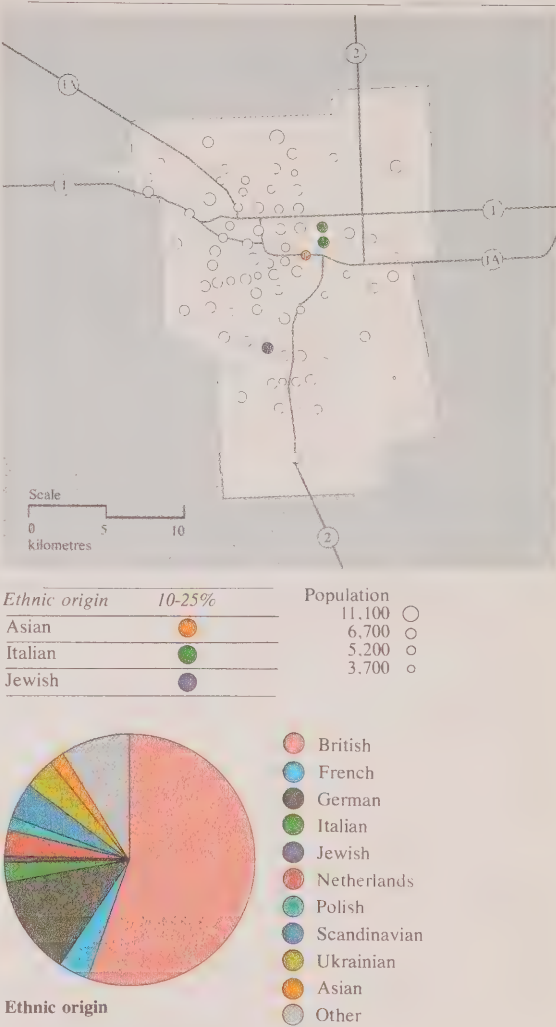 2
1A
1
1
1A
Scale
0 5 10
kilometres
2
Ethnic origin 10-25%
Asian
Italian
Jewish
Population
11,100
6,700
5,200
3,700
British
French
German
Italian
Jewish
Netherlands
Polish
Scandinavian
Ukrainian
Asian
Other
Ethnic origin